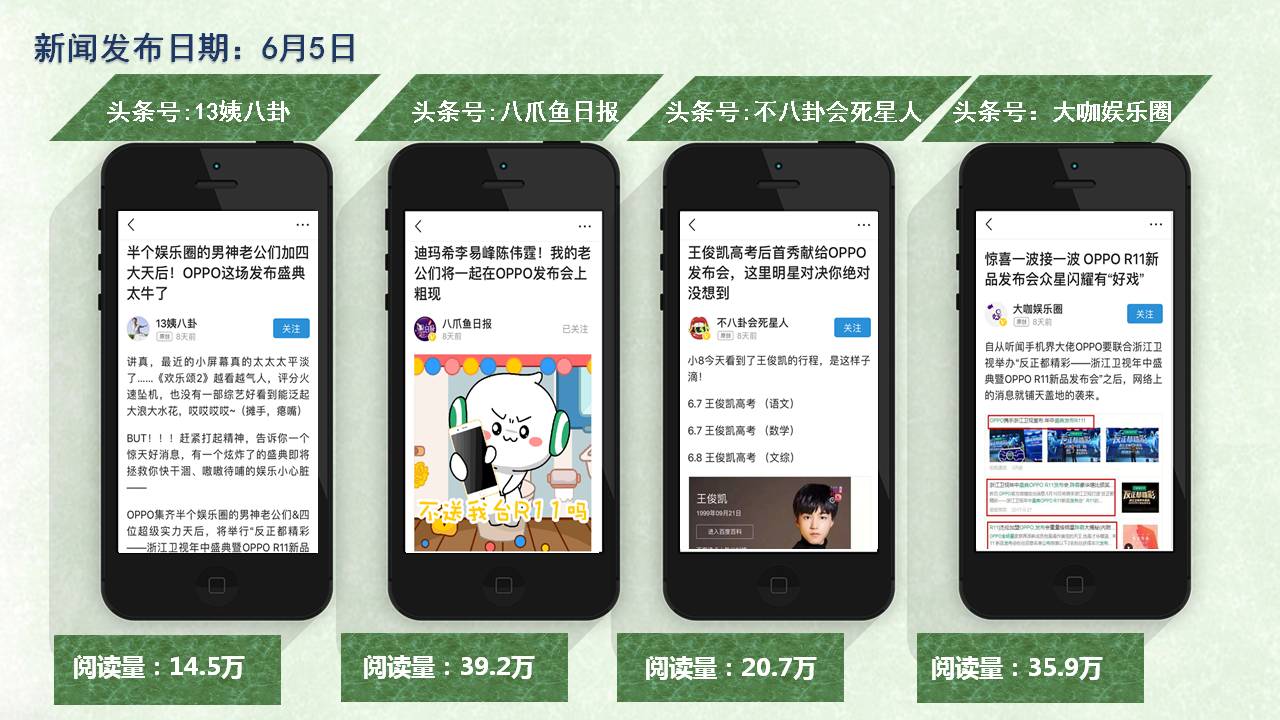 新闻发布日期：6月5日
头条号:13姨八卦
头条号:八爪鱼日报
头条号:不八卦会死星人
头条号：大咖娱乐圈
半个娱乐圈的男神老公们加四
大天后！OPPO这场发布盛典
太牛了
13姨八卦
原创 8天前
关注
讲真，最近的小屏幕真的太太太平淡
了......《欢乐颂2》越看越气人，评分火
速坠机，也没有一部综艺好看到能泛起
大浪大水花，哎哎哎哎~（摊手，瘪嘴）
BUT！！！赶紧打起精神，告诉你一个
惊天好消息，有一个炫炸了的盛典即将
拯救你快干涸、嗷嗷待哺的娱乐小心脏
——
OPPO集齐半个娱乐圈的男神老公们&四
位超级实力天后，将举行“反正都精彩
——浙江卫视年中盛典暨OPPO R11新品
迪玛希李易峰陈伟霆！我的老
公们将一起在OPPO发布会上
粗现
八爪鱼日报
8天前
已关注
不送我台R11吗
王俊凯高考后首秀献给OPPO
发布会，这里明星对决你绝对
没想到
不八卦会死星人
原创 8天前
关注
小8今天看到了王俊凯的行程，是这样子
滴！
6.7 王俊凯高考 （语文）
6.7 王俊凯高考 （数学）
6.8 王俊凯高考 （文综）
王俊凯
1999年09月21日
进入百度百科
惊喜一波接一波 OPPO R11新
品发布会众星闪耀有“好戏”
大咖娱乐圈
原创 8天前
关注
自从听闻手机界大佬OPPO要联合浙江卫
视举办“反正都精彩——浙江卫视年中盛
典暨OPPO R11新品发布会”之后，网络上
的消息就铺天盖地的袭来。
OPPO携手浙江卫视宣布 年中盛典发布R11!
阅读量：14.5万
阅读量：39.2万
阅读量：20.7万
阅读量：35.9万